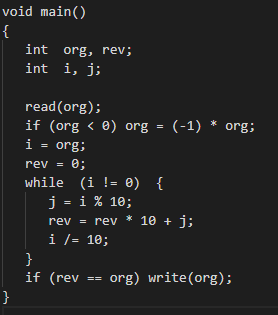 void main()
{
int org, rev;
int i, j;
read(org);
if (org < 0) org = (-1) * org;
i = org;
rev = 0;
while (i != 0) {
j = i % 10;
rev = rev * 10 + j;
i /= 10;
}
if (rev == org) write(org);
}